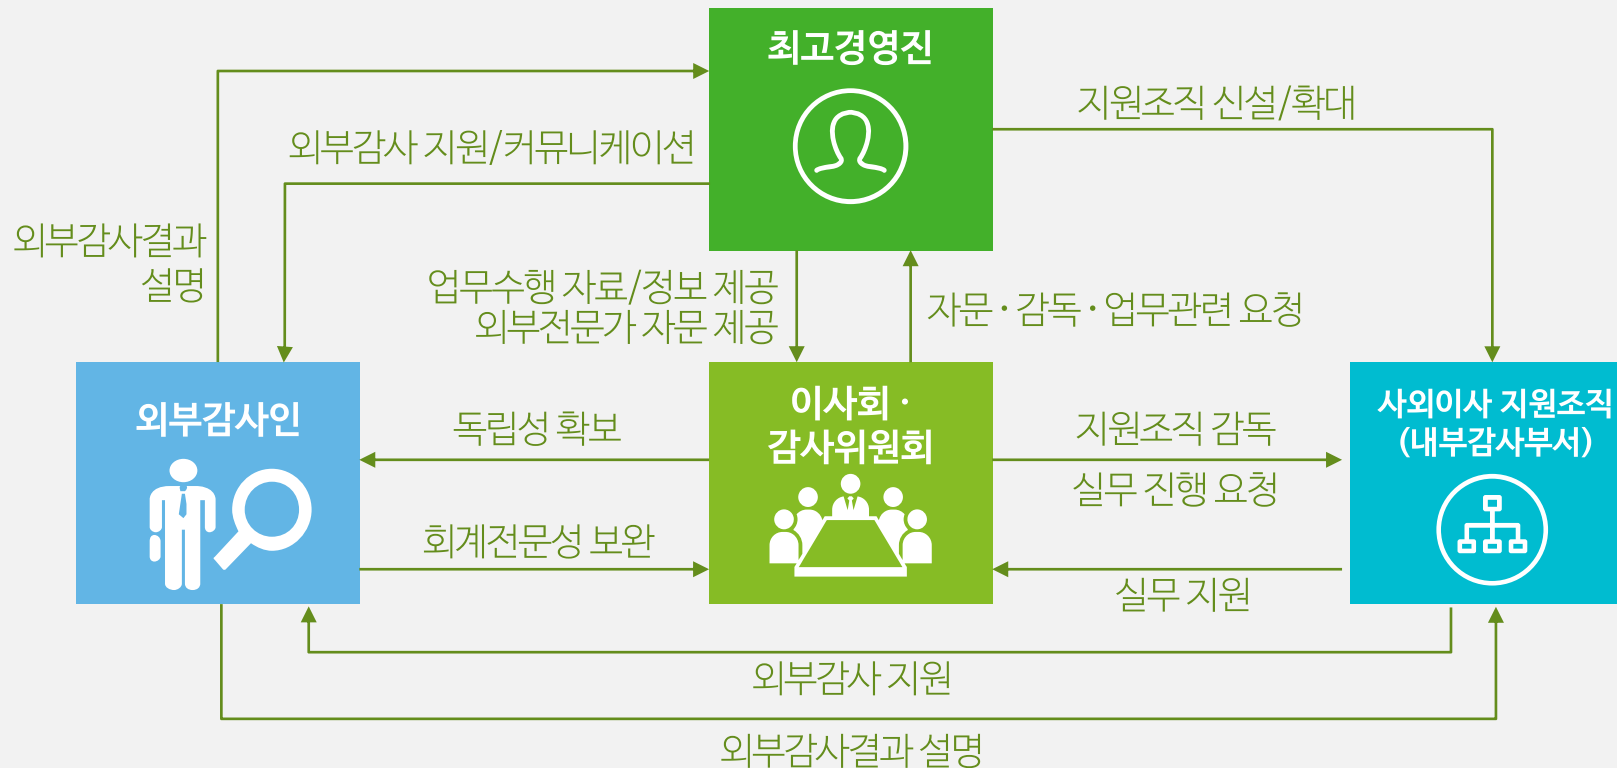 최고경영진
지원조직 신설/확대
외부감사 지원/커뮤니케이션
외부감사결과
설명
업무수행 자료/정보 제공
외부전문가 자문 제공
자문 · 감독 · 업무관련 요청
외부감사인
이사회 ·
감사위원회
사외이사 지원조직
(내부감사부서)
독립성 확보
지원조직 감독
실무 진행 요청
회계전문성 보완
실무 지원
외부감사 지원
외부감사결과 설명